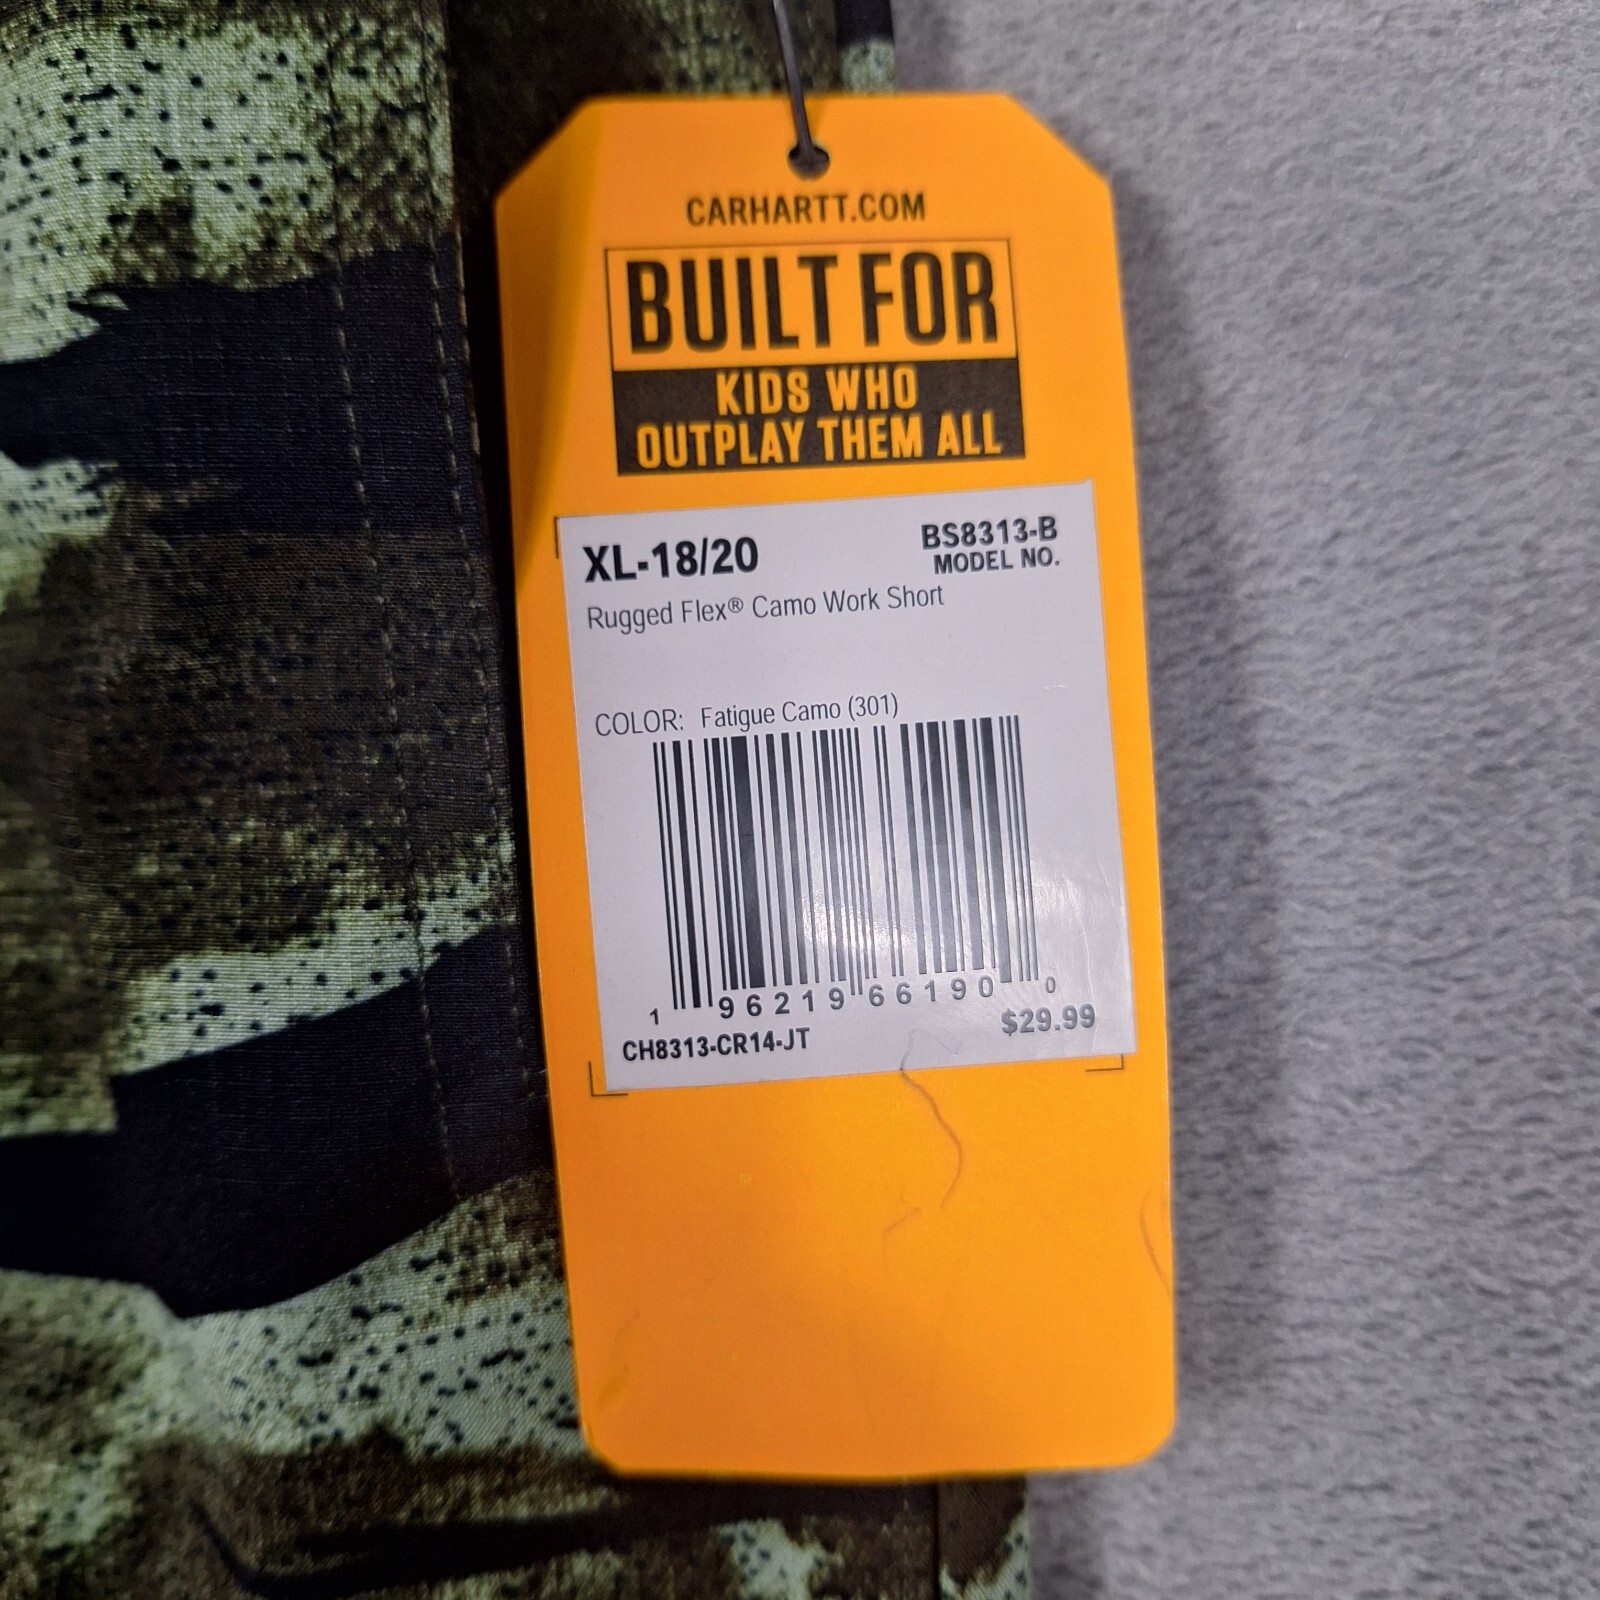 CARHARTT.COM
BUILT FOR
KIDS WHO
OUTPLAY THEM ALL
XL-18/20
BS8313-B
MODEL NO.
Rugged Flex® Camo Work Short
COLOR: Fatigue Camo (301)
1 96219 66190 0
CH8313-CR14-JT
$29.99